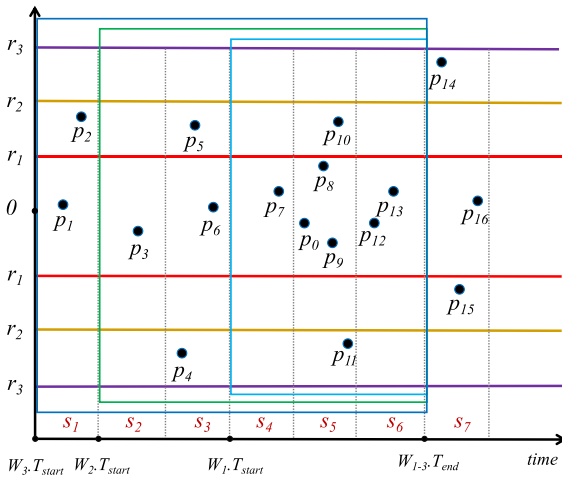 r3
p14
r2
p2 p5 p10
r1
p8
p7 p13
0 p1 p6 p16
p3 p0 p12
p9
r1
p15
r2
p4 p11
r3
s1 s2 s3 s4 s5 s6 s7
W3.Tstart W2.Tstart W1.Tstart W1-3.Tend time